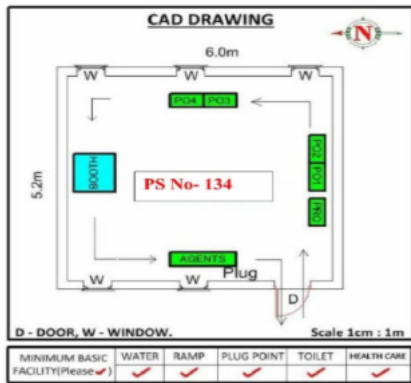 CAD DRAWING
N
6.0m
W W W
PO4 PO3
5.2m
BOOTH
PO2 PO1
PS No- 134
PRO
AGENTS
Plug
W W
D
D - DOOR, W - WINDOW. Scale 1cm : 1m
MINIMUM BASIC FACILITY(Please ✓) WATER RAMP PLUG POINT TOILET HEALTH CARE
✓ ✓ ✓ ✓ ✓